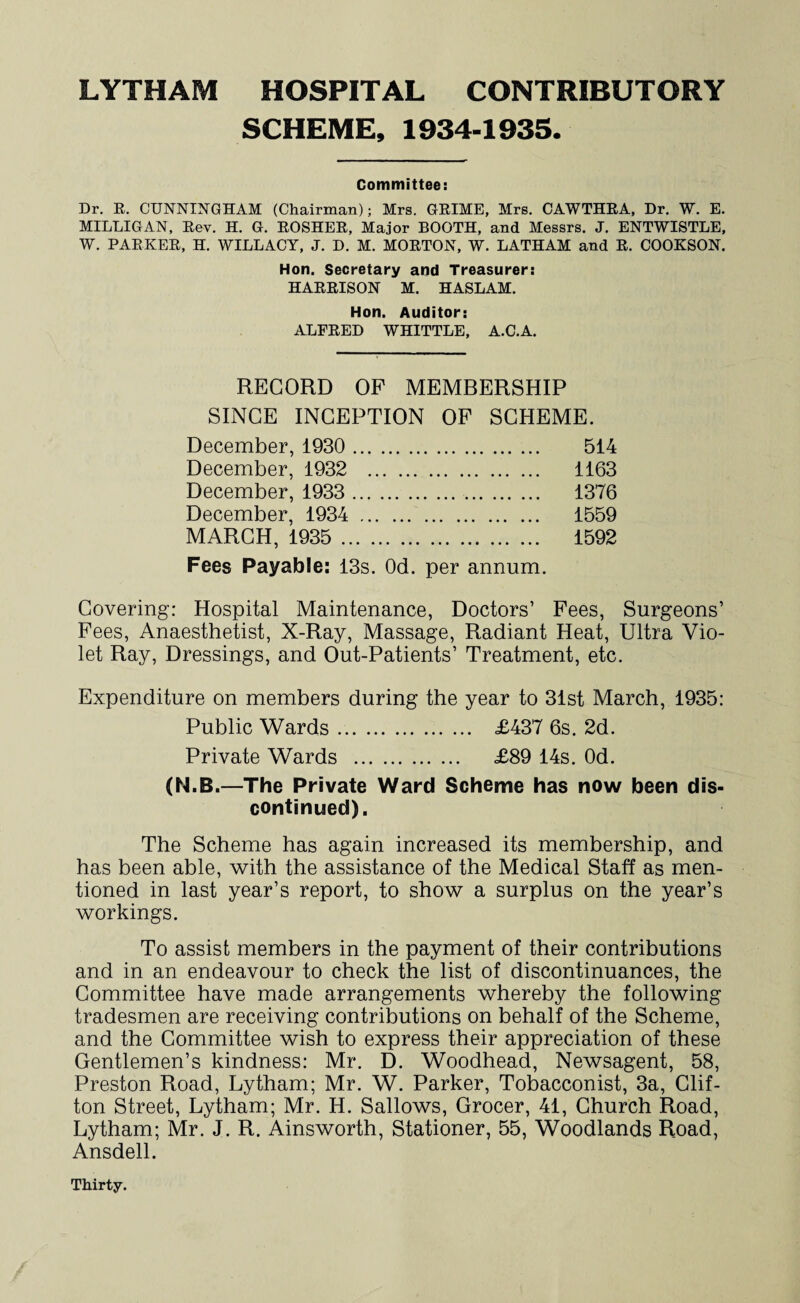 LYTHAM HOSPITAL CONTRIBUTORY
SCHEME, 1934-1935.
Committee:
Dr. R. CUNNINGHAM (Chairman); Mrs. GRIME, Mrs. CAWTHRA, Dr. W. E.
MILLIGAN, Rev. H. G. ROSHER, Major BOOTH, and Messrs. J. ENTWISTLE,
W. PARKER, H. WILLACY, J. D. M. MORTON, W. LATHAM and R. COOKSON.
Hon. Secretary and Treasurer:
HARRISON M. HASLAM.
Hon. Auditor:
ALFRED WHITTLE, A.C.A.
RECORD OF MEMBERSHIP
SINCE INCEPTION OF SCHEME.
December, 1930 ... ... ... ... ... ... ... 514
December, 1932 ... ... ... ... ... ... ... 1163
December, 1933 ... ... ... ... ... ... ... 1376
December, 1934 ... ... ... ... ... ... ... 1559
MARCH, 1935 ... ... ... ... ... ... ... 1592
Fees Payable: 13s. 0d. per annum.
Covering: Hospital Maintenance, Doctors' Fees, Surgeons'
Fees, Anaesthetist, X-Ray, Massage, Radiant Heat, Ultra Vio-
let Ray, Dressings, and Out-Patients' Treatment, etc.
Expenditure on members during the year to 31st March, 1935:
Public Wards ... ... ... ... ... £437 6s. 2d.
Private Wards ... ... ... ... £89 14s. 0d.
(N.B.—The Private Ward Scheme has now been dis-
continued).
The Scheme has again increased its membership, and
has been able, with the assistance of the Medical Staff as men-
tioned in last year's report, to show a surplus on the year's
workings.
To assist members in the payment of their contributions
and in an endeavour to check the list of discontinuances, the
Committee have made arrangements whereby the following
tradesmen are receiving contributions on behalf of the Scheme,
and the Committee wish to express their appreciation of these
Gentlemen's kindness: Mr. D. Woodhead, Newsagent, 58,
Preston Road, Lytham; Mr. W. Parker, Tobacconist, 3a, Clif-
ton Street, Lytham; Mr. H. Sallows, Grocer, 41, Church Road,
Lytham; Mr. J. R. Ainsworth, Stationer, 55, Woodlands Road,
Ansdell.
Thirty.